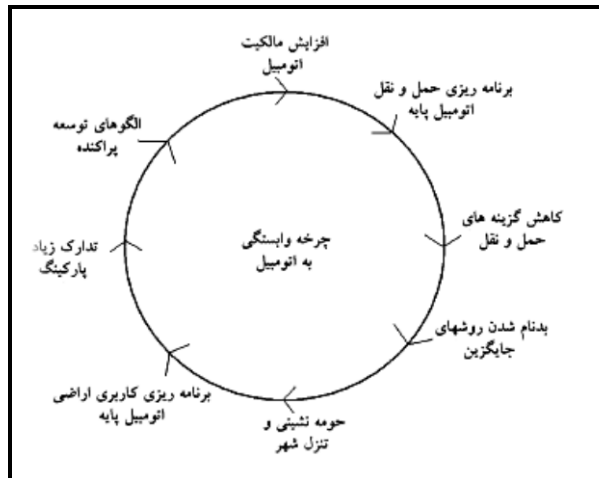 افزایش مالکیت
اتومبیل
برنامه ریزی حمل و نقل
اتومبیل پایه
کاهش گزینه های
حمل و نقل
بدنام شدن روشهای
جایگزین
حومه نشینی و
تنزل شهر
برنامه ریزی کاربری اراضی
اتومبیل پایه
تدارک زیاد
پارکینگ
الگوهای توسعه
پراکنده
چرخه وابستگی
به اتومبیل